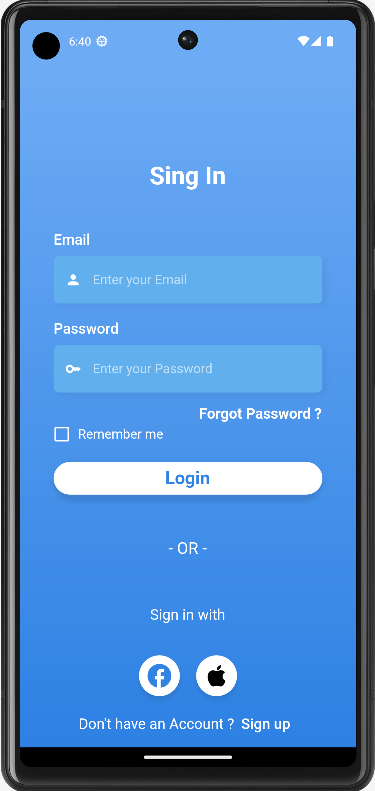 6:40
Sing In
Email
Enter your Email
Password
Enter your Password
Forgot Password ?
Remember me
Login
- OR -
Sign in with
Don't have an Account ? Sign up